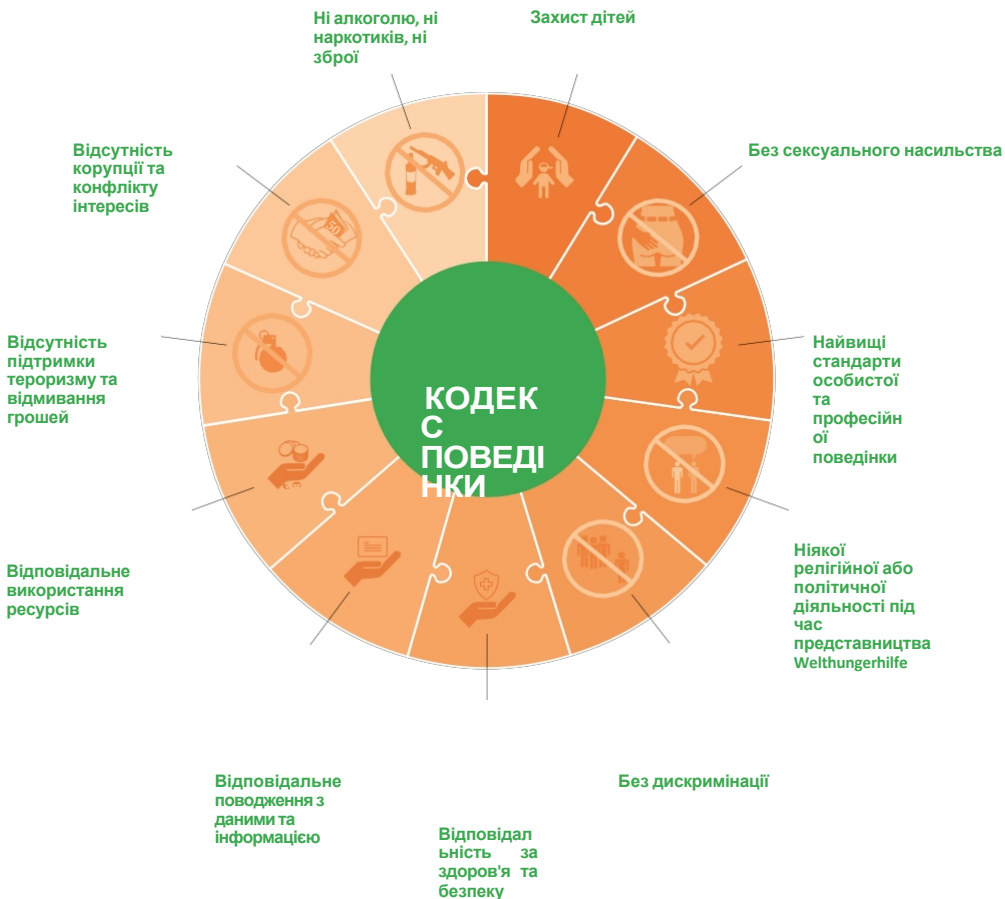 Ні алкоголю, ні
наркотиків, ні
зброї
Захист дітей
Відсутність
корупції та
конфлікту
інтересів
Без сексуального насильства
50
Відсутність
підтримки
тероризму та
відмивання
грошей
Найвищі
стандарти
особистої
та
професійн
ої
поведінки
КОДЕК
С
ПОВЕДІ
НКИ
Відповідальне
використання
ресурсів
Ніякої
релігійної або
політичної
діяльності під
час
представництва
Welthungerhilfe
Відповідальне
поводження з
даними та
інформацією
Без дискримінації
Відповідал
ьність за
здоров'я та
безпеку